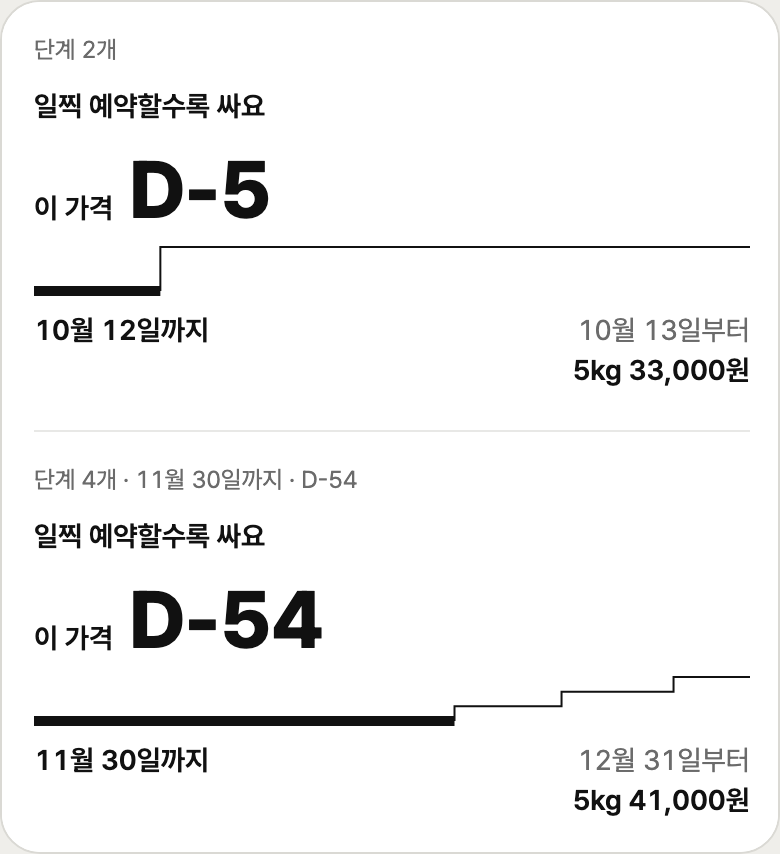 단계 2개
일찍 예약할수록 싸요
이 가격 D-5
10월 12일까지
10월 13일부터
5kg 33,000원
단계 4개 · 11월 30일까지 · D-54
일찍 예약할수록 싸요
이 가격 D-54
11월 30일까지
12월 31일부터
5kg 41,000원